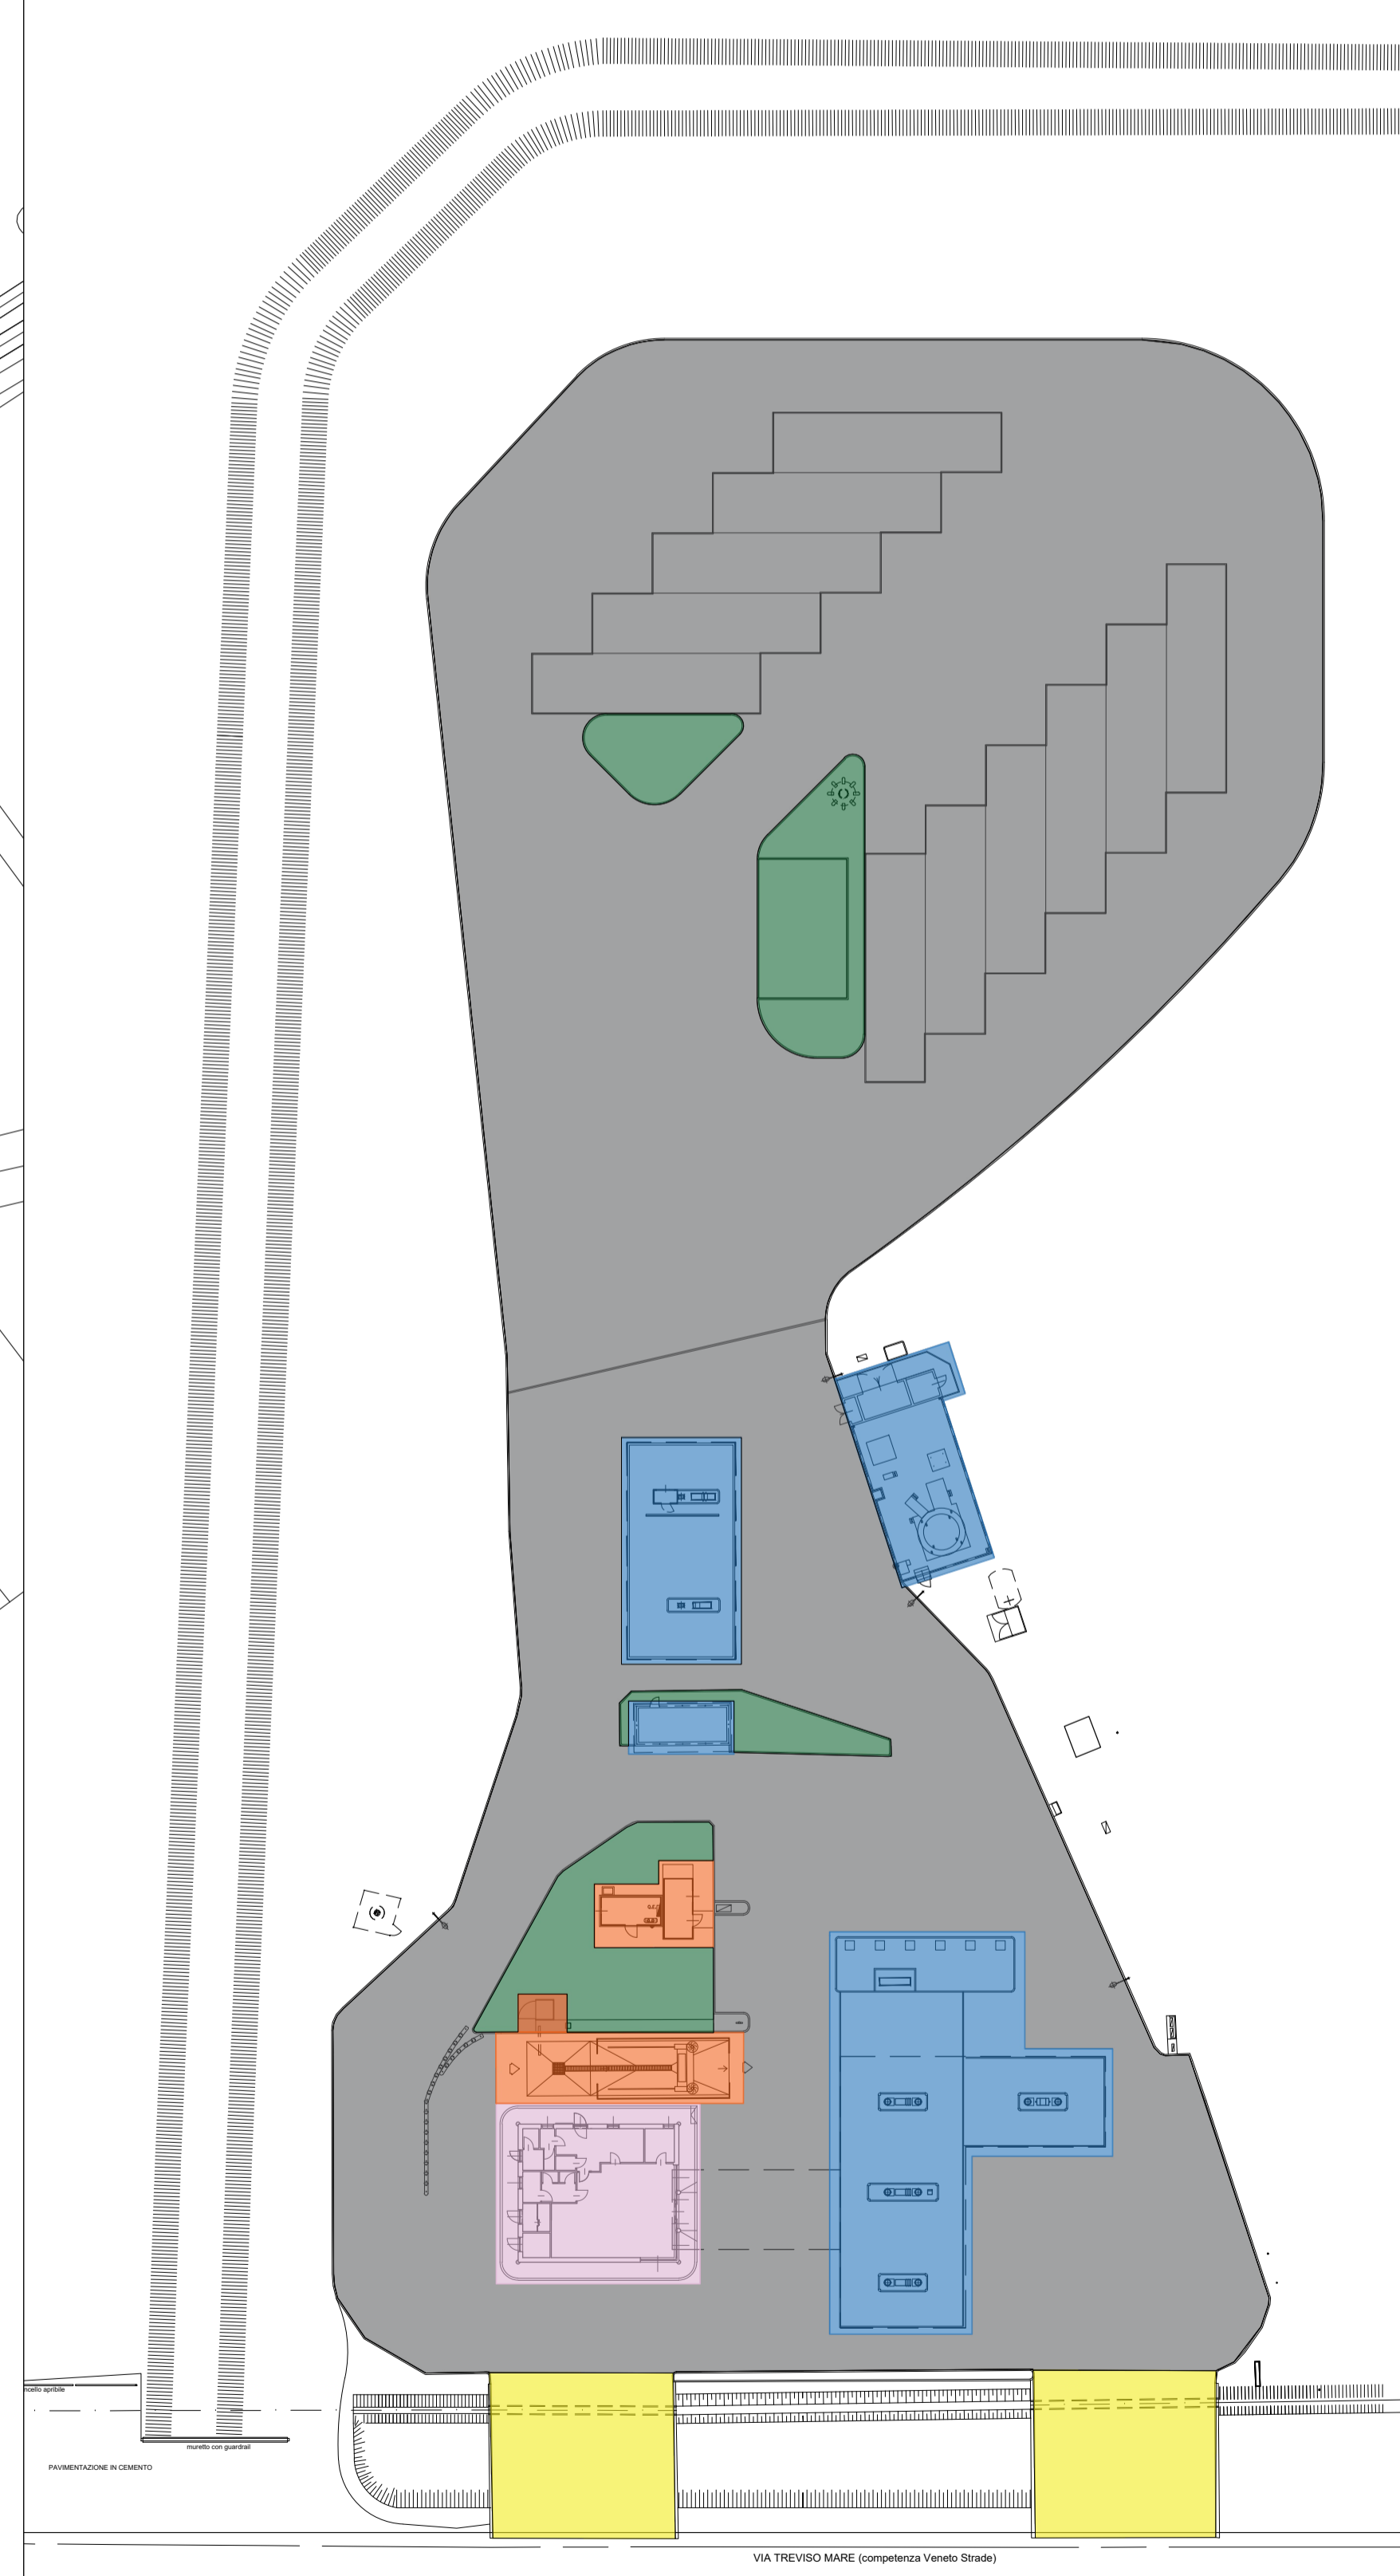 ncello apribile
muretto con guardrail
PAVIMENTAZIONE IN CEMENTO
VIA TREVISO MARE (competenza Veneto Strade)